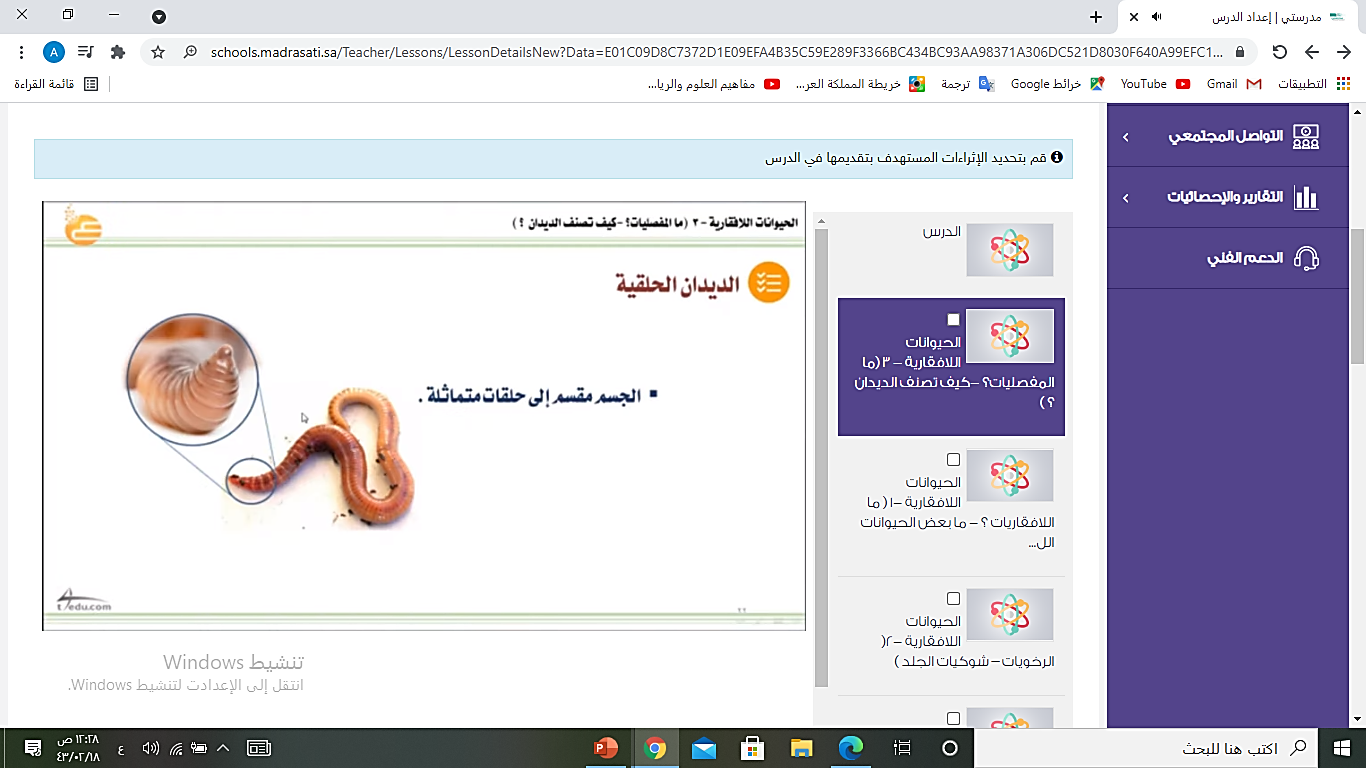 مدرستي | إعداد الدرس
schools.madrasati.sa/Teacher/Lessons/LessonDetailsNew?Data=E01C09D8C7372D1E09EFA4B35C5E289F3366BC434BC93AA98371A306DC521D8030F640A99EFC1...
A
التطبيقات
Gmail
YouTube
خرائط Google
ترجمة
خريطة المملكة العر...
مفاهيم العلوم والريا...
قائمة القراءة
التواصل المجتمعي
التقارير والإحصائيات
الدعم الفني
قم بتحديد الإثراءات المستهدف بتقديمها في الدرس
الدرس
الحيوانات
اللافقارية – ٣ (ما
المفصليات؟ –كيف تصنف الديدان
؟ )
الحيوانات
اللافقارية –١ ( ما
اللافقاريات ؟ – ما بعض الحيوانات
الل...
الحيوانات
اللافقارية –٢(
الرخويات – شوكيات الجلد )
الحيوانات اللافقارية - ٣ (ما المفصليات؟ -كيف تصنف الديدان ؟ )
الديدان الحلقية
▪ الجسم مقسم إلى حلقات متماثلة .
t4edu.com
تنشيط Windows
انتقل إلى الإعدادت لتنشيط Windows.
اكتب هنا للبحث
ع
١٢:٢٨ ص
٤٣/٠٢/١٨